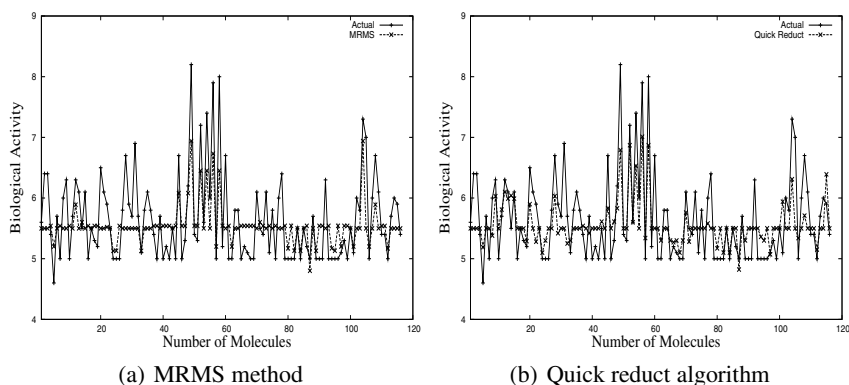 9
8
7
6
5
4
20
40
60
80
100
120
Biological Activity
Number of Molecules
Actual
MRMS
(a) MRMS method
9
8
7
6
5
4
20
40
60
80
100
120
Biological Activity
Number of Molecules
Actual
Quick Reduct
(b) Quick reduct algorithm